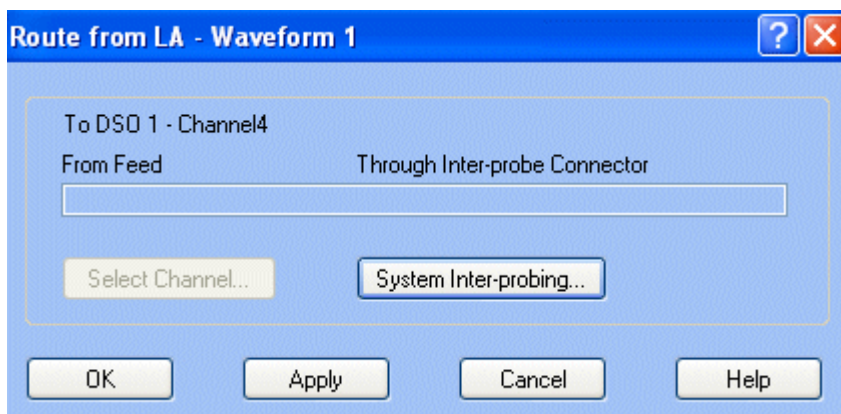 Route from LA - Waveform 1
To DSO 1 - Channel4
From Feed Through Inter-probe Connector
Select Channel... System Inter-probing...
OK Apply Cancel Help